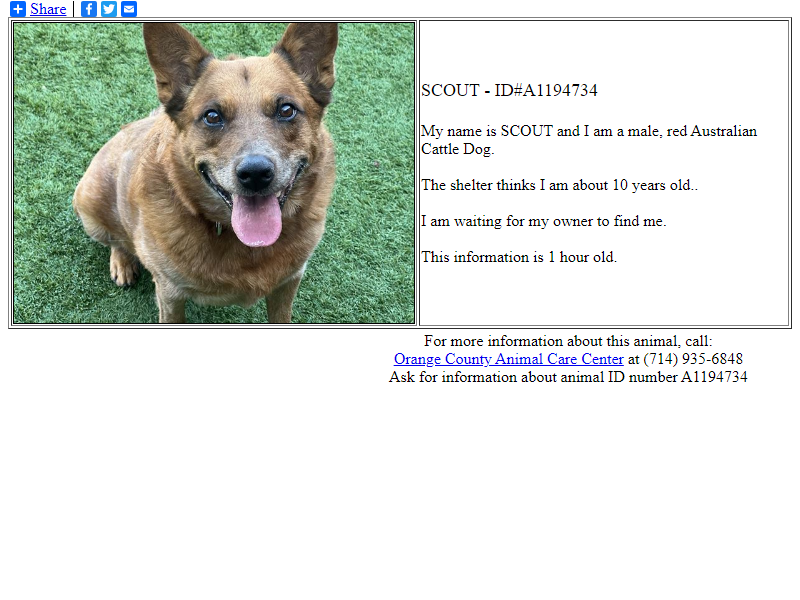 Share |
SCOUT - ID#A1194734
My name is SCOUT and I am a male, red Australian
Cattle Dog.
The shelter thinks I am about 10 years old..
I am waiting for my owner to find me.
This information is 1 hour old.
For more information about this animal, call:
Orange County Animal Care Center at (714) 935-6848
Ask for information about animal ID number A1194734